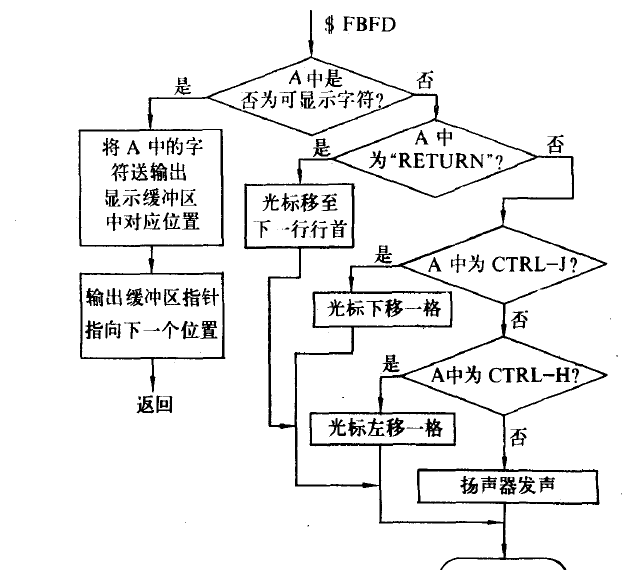 $ FBFD
A中是
否为可显示字符?
是
否
将 A 中的字
符送输出
显示缓冲区
中对应位置
A 中
为“RETURN”?
是
否
光标移至
下一行行首
输出缓冲区指针
指向下一个位置
A 中为 CTRL-J?
是
否
光标下移一格
返回
A中为 CTRL-H?
是
否
光标左移一格
扬声器发声